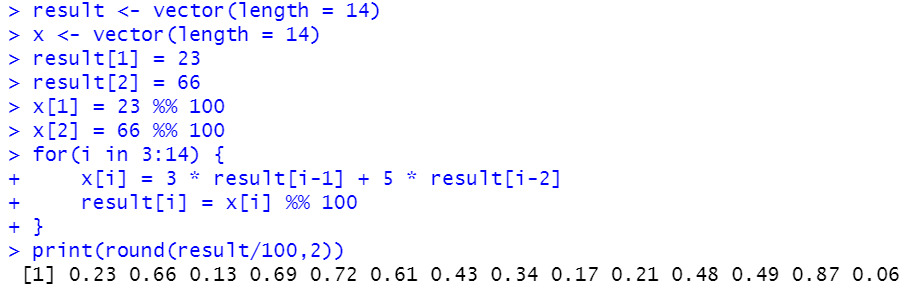 > result <- vector(length = 14)
> x <- vector(length = 14)
> result[1] = 23
> result[2] = 66
> x[1] = 23 %% 100
> x[2] = 66 %% 100
> for(i in 3:14) {
+     x[i] = 3 * result[i-1] + 5 * result[i-2]
+     result[i] = x[i] %% 100
+ }
> print(round(result/100,2))
 [1] 0.23 0.66 0.13 0.69 0.72 0.61 0.43 0.34 0.17 0.21 0.48 0.49 0.87 0.06